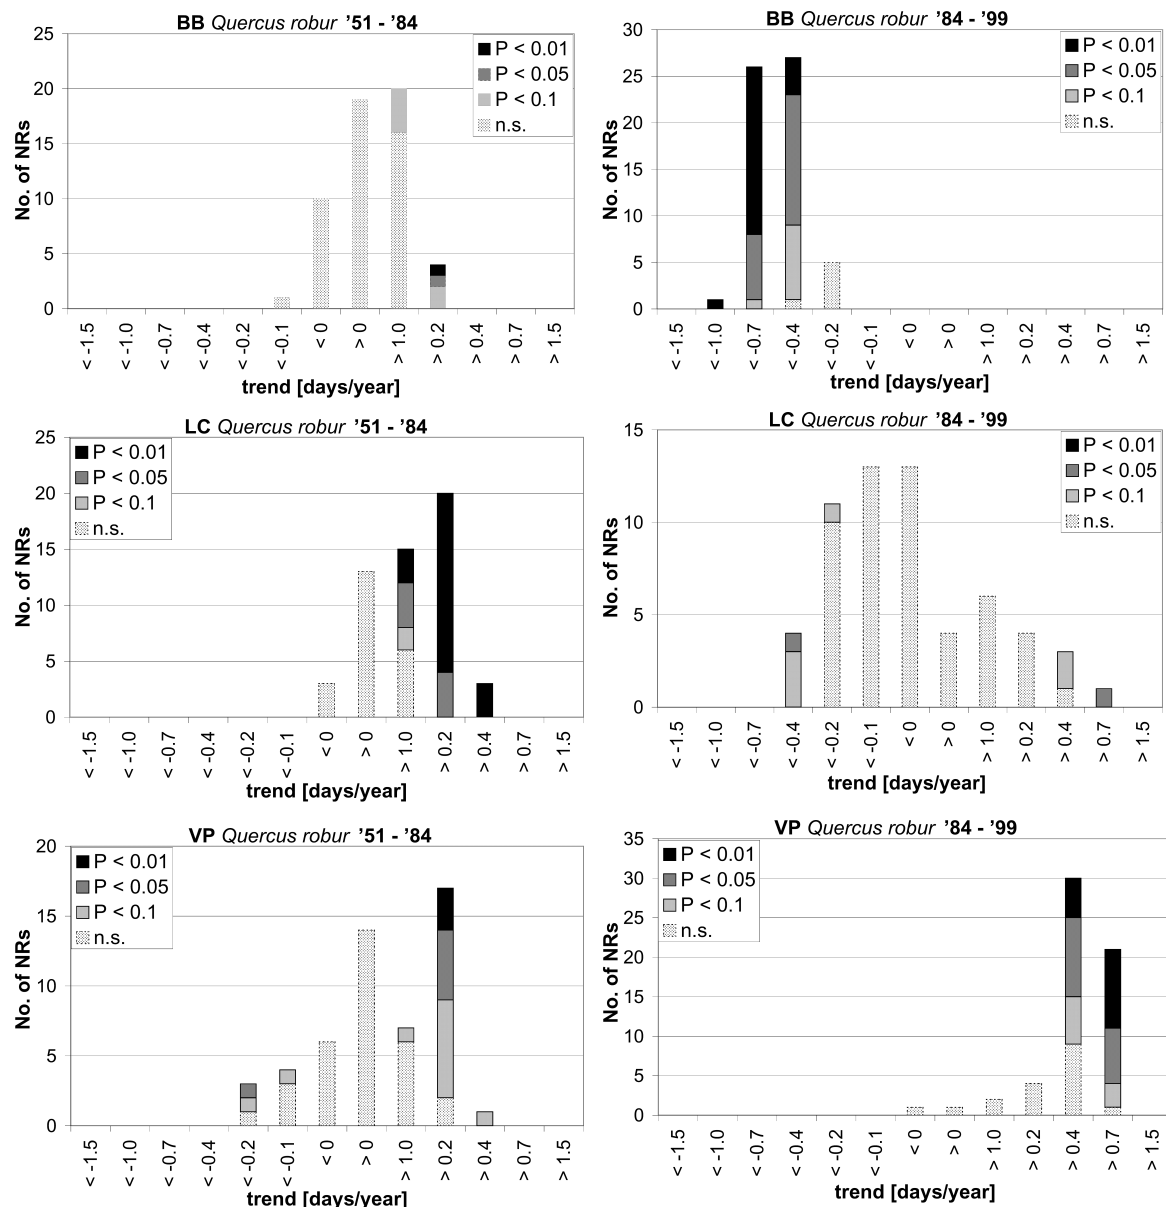 BB Quercus robur '51 - '84
No. of NRs
25
20
15
10
5
0
P < 0.01
P < 0.05
P < 0.1
n.s.
< -1.5
< -1.0
< -0.7
< -0.4
< -0.2
< -0.1
< 0
> 0
> 1.0
> 0.2
> 0.4
> 0.7
> 1.5
trend [days/year]
BB Quercus robur '84 - '99
No. of NRs
30
25
20
15
10
5
0
P < 0.01
P < 0.05
P < 0.1
n.s.
< -1.5
< -1.0
< -0.7
< -0.4
< -0.2
< -0.1
< 0
> 0
> 1.0
> 0.2
> 0.4
> 0.7
> 1.5
trend [days/year]
LC Quercus robur '51 - '84
No. of NRs
25
20
15
10
5
0
P < 0.01
P < 0.05
P < 0.1
n.s.
< -1.5
< -1.0
< -0.7
< -0.4
< -0.2
< -0.1
< 0
> 0
> 1.0
> 0.2
> 0.4
> 0.7
> 1.5
trend [days/year]
LC Quercus robur '84 - '99
No. of NRs
15
10
5
0
P < 0.01
P < 0.05
P < 0.1
n.s.
< -1.5
< -1.0
< -0.7
< -0.4
< -0.2
< -0.1
< 0
> 0
> 1.0
> 0.2
> 0.4
> 0.7
> 1.5
trend [days/year]
VP Quercus robur '51 - '84
No. of NRs
20
15
10
5
0
P < 0.01
P < 0.05
P < 0.1
n.s.
< -1.5
< -1.0
< -0.7
< -0.4
< -0.2
< -0.1
< 0
> 0
> 1.0
> 0.2
> 0.4
> 0.7
> 1.5
trend [days/year]
VP Quercus robur '84 - '99
No. of NRs
35
30
25
20
15
10
5
0
P < 0.01
P < 0.05
P < 0.1
n.s.
< -1.5
< -1.0
< -0.7
< -0.4
< -0.2
< -0.1
< 0
> 0
> 1.0
> 0.2
> 0.4
> 0.7
> 1.5
trend [days/year]